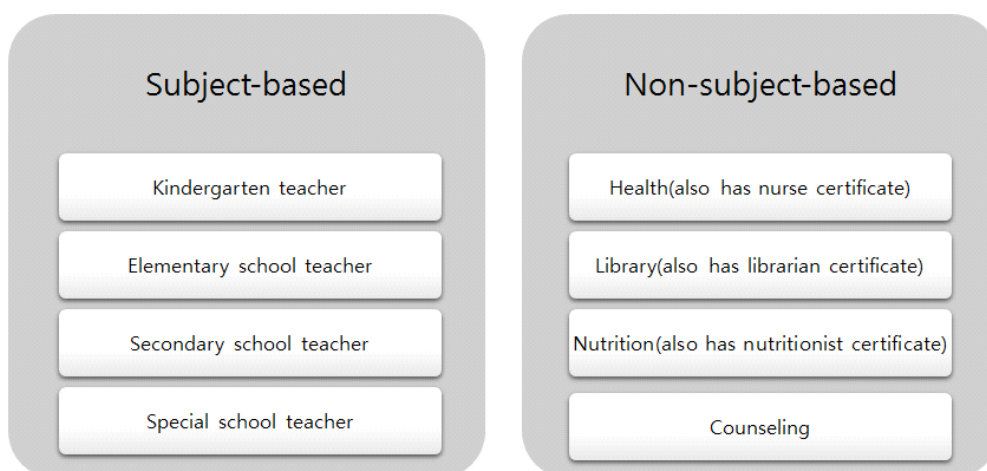 Subject-based
Kindergarten teacher
Elementary school teacher
Secondary school teacher
Special school teacher
Non-subject-based
Health(also has nurse certificate)
Library(also has librarian certificate)
Nutrition(also has nutritionist certificate)
Counseling